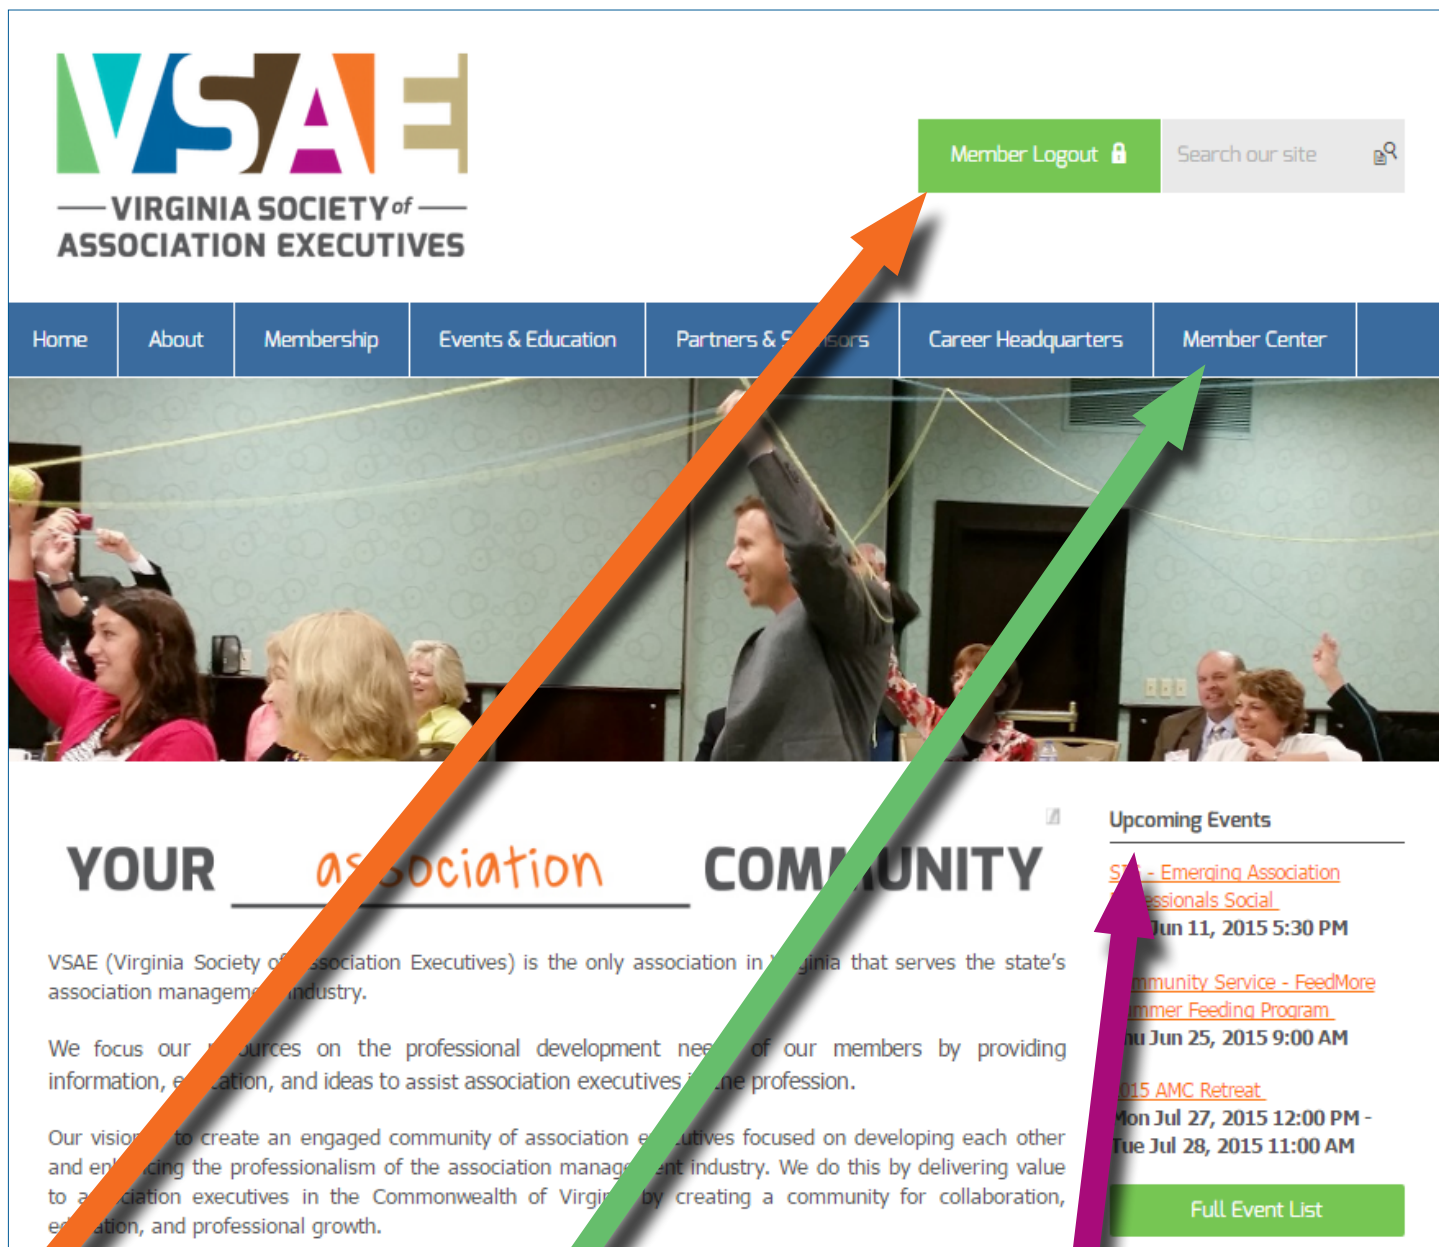 VSAE
VIRGINIA SOCIETY of
ASSOCIATION EXECUTIVES
Member Logout
Search our site
Home About Membership Events & Education Partners & Career Headquarters Member Center
YOUR association COMMUNITY
VSAE (Virginia Society of Association Executives) is the only association in Virginia that serves the state's
association management industry.
We focus our resources on the professional development needs of our members by providing
information, education, and ideas to assist association executives in the profession.
Our vision is to create an engaged community of association executives focused on developing each other
and enhancing the professionalism of the association management industry. We do this by delivering value
to association executives in the Commonwealth of Virginia by creating a community for collaboration,
education, and professional growth.
Upcoming Events
- Emerging Association
Professionals Social
Jun 11, 2015 5:30 PM
Community Service - FeedMore
Summer Feeding Program
Thu Jun 25, 2015 9:00 AM
2015 AMC Retreat
Mon Jul 27, 2015 12:00 PM -
Tue Jul 28, 2015 11:00 AM
Full Event List